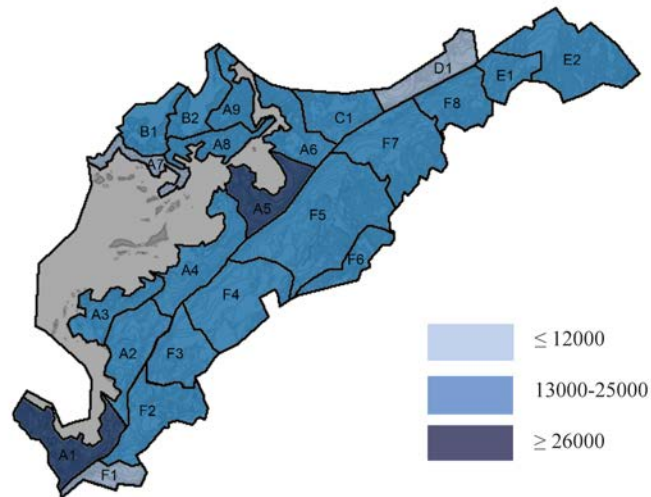 D1
E1
E2
A9
B2
B1
C1
F8
A8
A6
F7
A7
A5
F5
F6
A4
F4
A3
A2
F3
F2
A1
F1
≤ 12000
13000-25000
≥ 26000